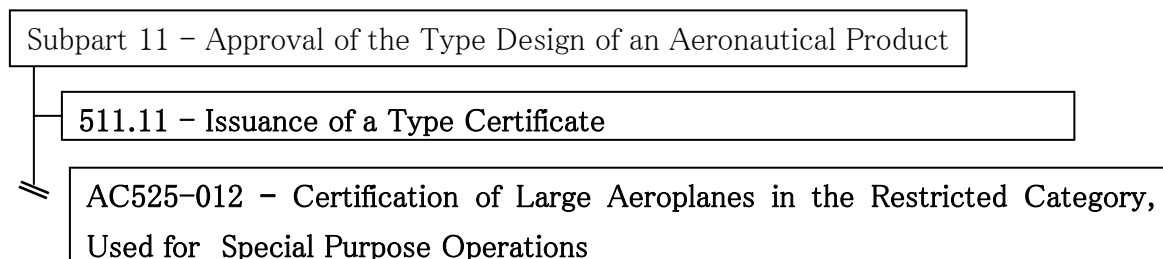 Subpart 11 - Approval of the Type Design of an Aeronautical Product
511.11 - Issuance of a Type Certificate
AC525-012 - Certification of Large Aeroplanes in the Restricted Category,
Used for Special Purpose Operations